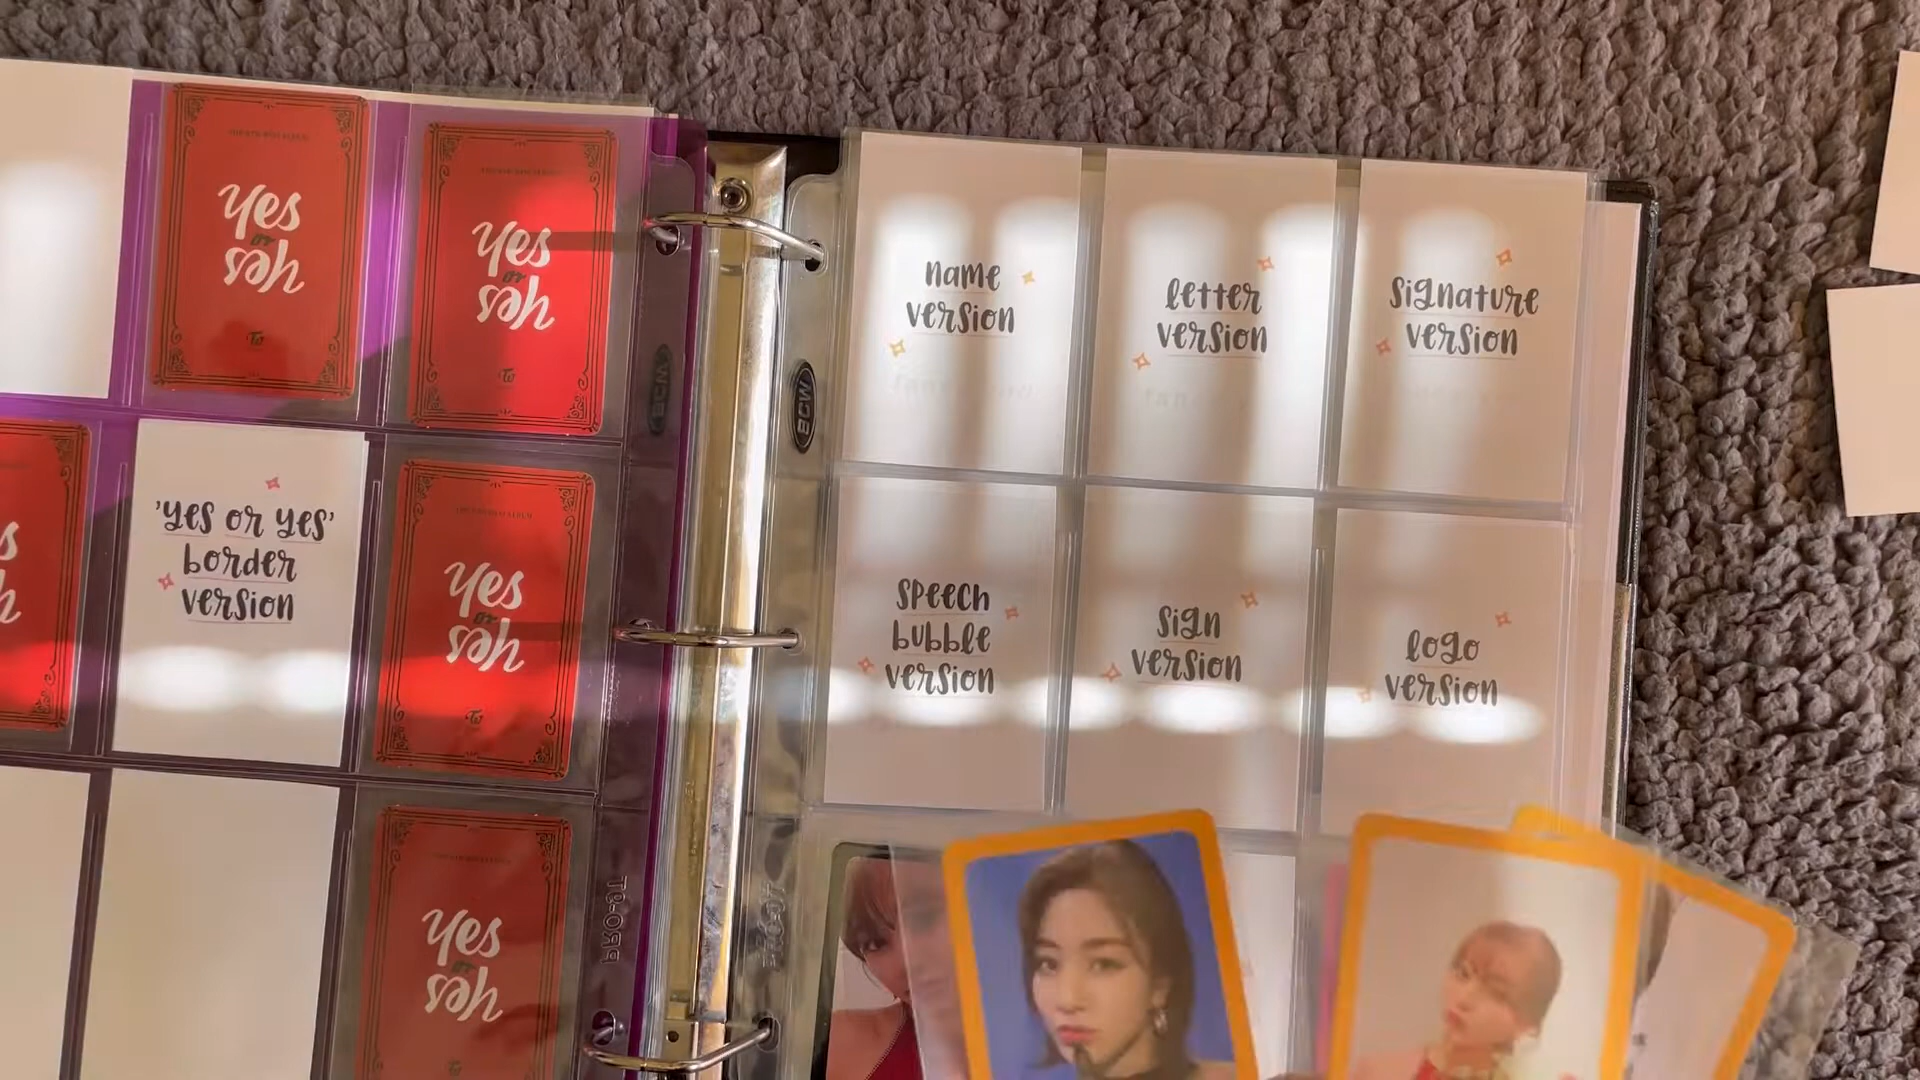 Yes
or
Yes
Yes
or
Yes
name
version
letter
version
signature
version
'Yes or Yes'
border
version
Yes
or
Yes
speech
bubble
version
sign
version
logo
version
Yes
or
Yes
BCW
BCW
PRO-